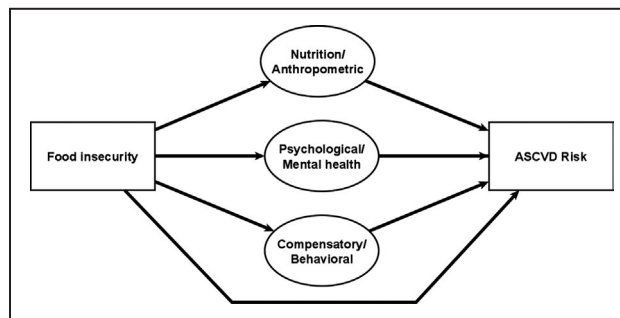 Nutrition/
Anthropometric
Food insecurity
Psychological/
Mental health
ASCVD Risk
Compensatory/
Behavioral